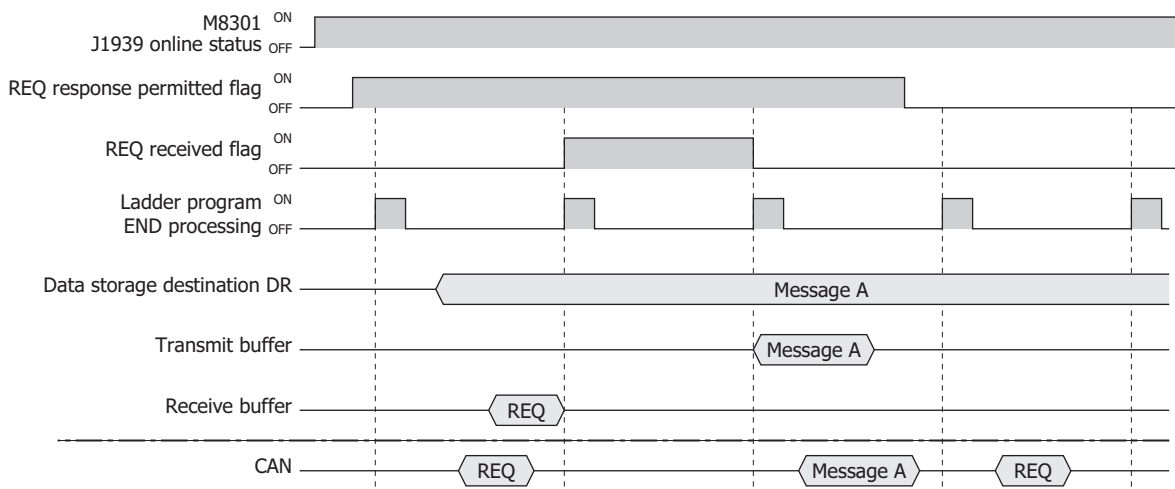 M8301 ON
J1939 online status OFF
REQ response permitted flag ON
OFF
REQ received flag ON
OFF
Ladder program ON
END processing OFF
Data storage destination DR Message A
Transmit buffer Message A
Receive buffer REQ
CAN REQ Message A REQ